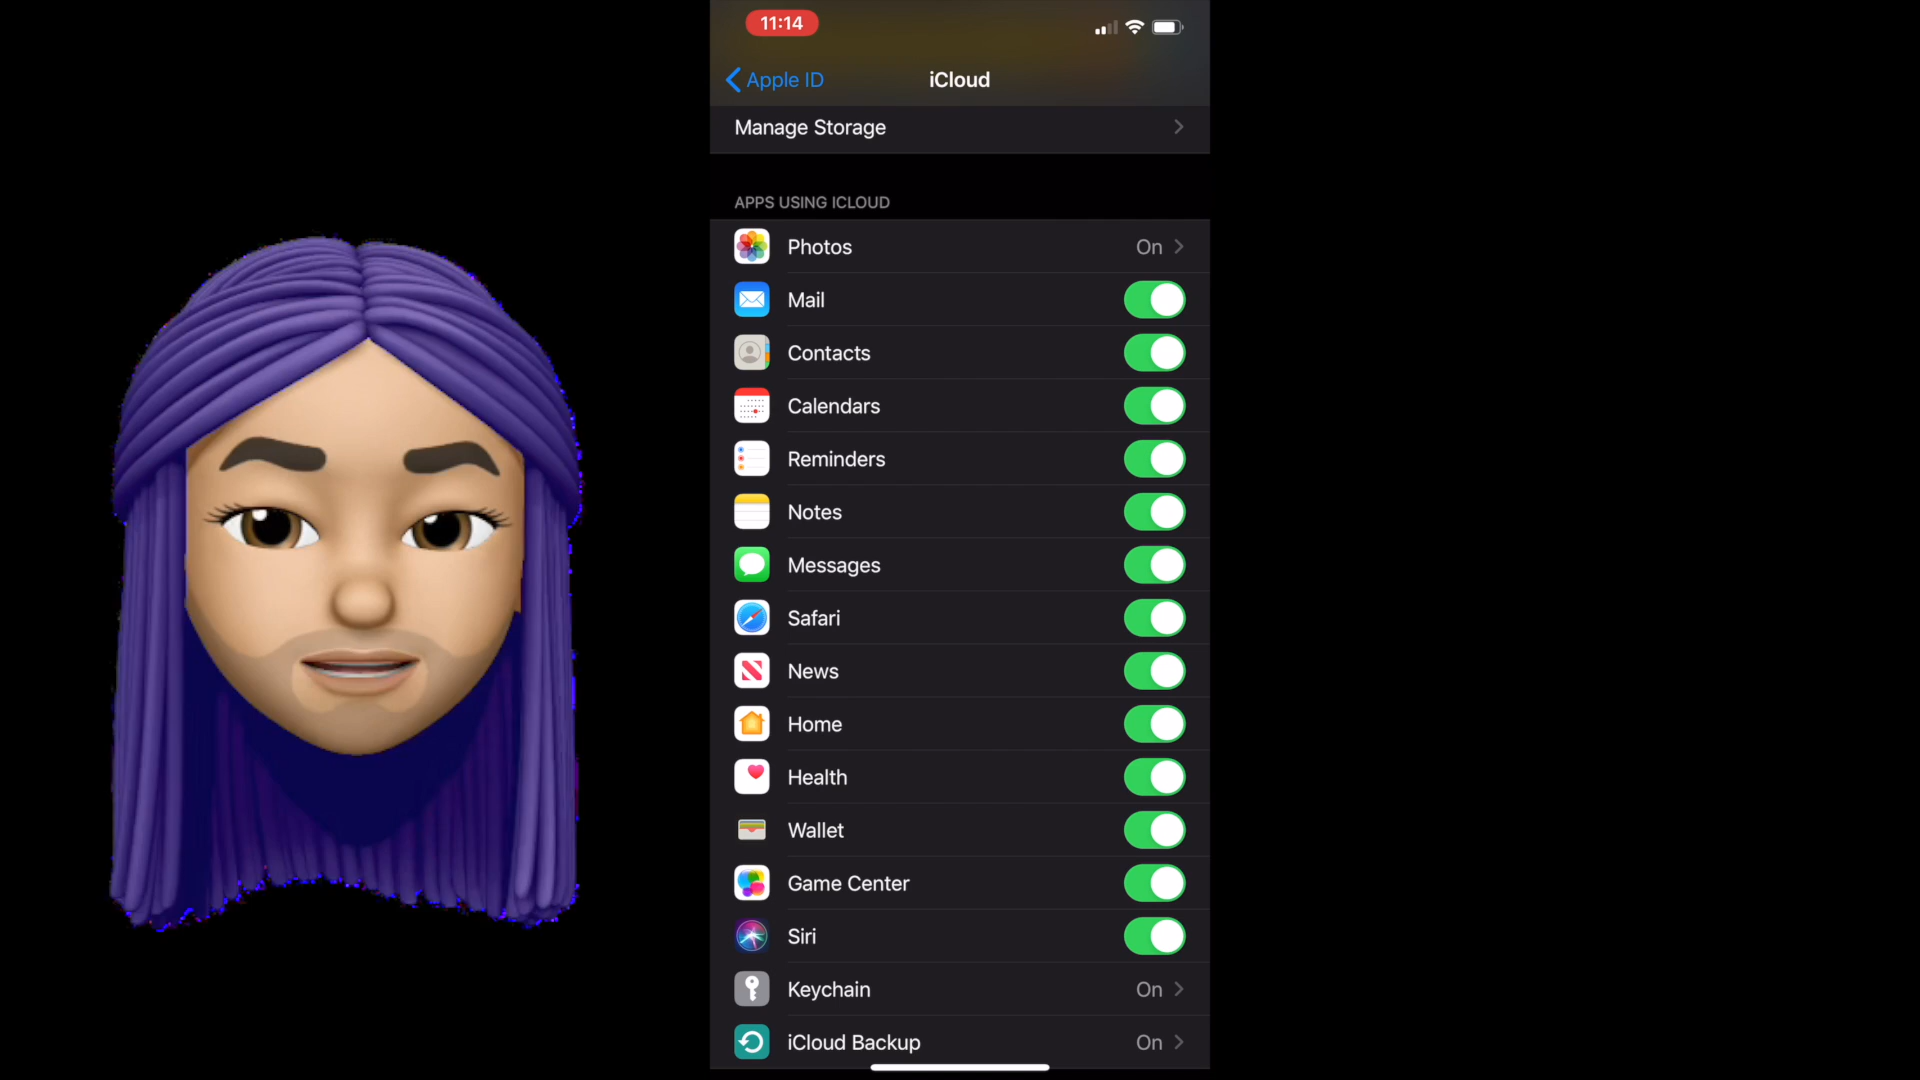 11:14
Apple ID
iCloud
Manage Storage
APPS USING ICLOUD
Photos On
Mail
Contacts
Calendars
Reminders
Notes
Messages
Safari
News
Home
Health
Wallet
Game Center
Siri
Keychain On
iCloud Backup On